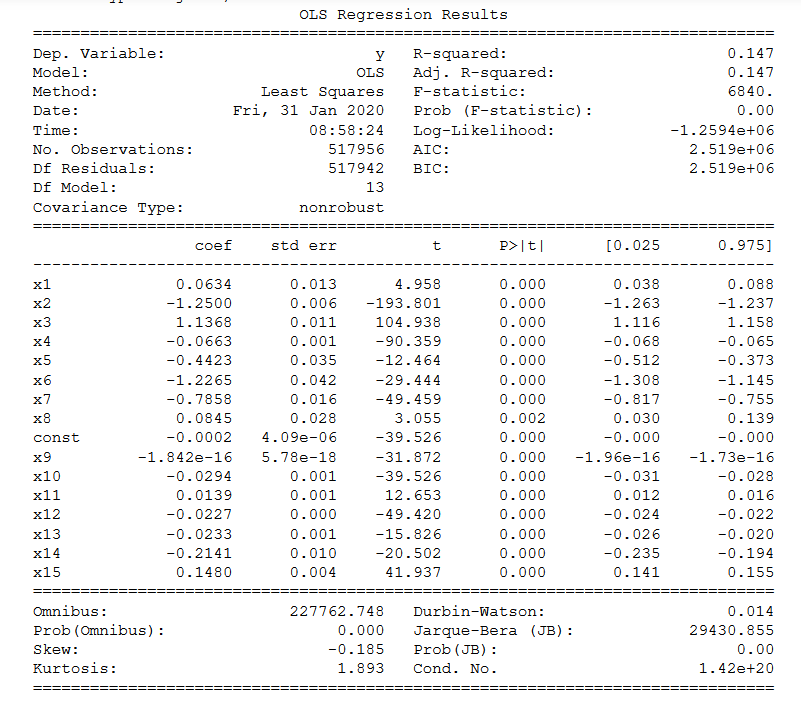 OLS Regression Results
==============================================================================
Dep. Variable: y R-squared: 0.147
Model: OLS Adj. R-squared: 0.147
Method: Least Squares F-statistic: 6840.
Date: Fri, 31 Jan 2020 Prob (F-statistic): 0.00
Time: 08:58:24 Log-Likelihood: -1.2594e+06
No. Observations: 517956 AIC: 2.519e+06
Df Residuals: 517942 BIC: 2.519e+06
Df Model: 13
Covariance Type: nonrobust
==============================================================================
coef std err t P>|t| [0.025 0.975]
------------------------------------------------------------------------------
x1 0.0634 0.013 4.958 0.000 0.038 0.088
x2 -1.2500 0.006 -193.801 0.000 -1.263 -1.237
x3 1.1368 0.011 104.938 0.000 1.116 1.158
x4 -0.0663 0.001 -90.359 0.000 -0.068 -0.065
x5 -0.4423 0.035 -12.464 0.000 -0.512 -0.373
x6 -1.2265 0.042 -29.444 0.000 -1.308 -1.145
x7 -0.7858 0.016 -49.459 0.000 -0.817 -0.755
x8 0.0845 0.028 3.055 0.002 0.030 0.139
const -0.0002 4.09e-06 -39.526 0.000 -0.000 -0.000
x9 -1.842e-16 5.78e-18 -31.872 0.000 -1.96e-16 -1.73e-16
x10 -0.0294 0.001 -39.526 0.000 -0.031 -0.028
x11 0.0139 0.001 12.653 0.000 0.012 0.016
x12 -0.0227 0.000 -49.420 0.000 -0.024 -0.022
x13 -0.0233 0.001 -15.826 0.000 -0.026 -0.020
x14 -0.2141 0.010 -20.502 0.000 -0.235 -0.194
x15 0.1480 0.004 41.937 0.000 0.141 0.155
==============================================================================
Omnibus: 227762.748 Durbin-Watson: 0.014
Prob(Omnibus): 0.000 Jarque-Bera (JB): 29430.855
Skew: -0.185 Prob(JB): 0.00
Kurtosis: 1.893 Cond. No. 1.42e+20
==============================================================================